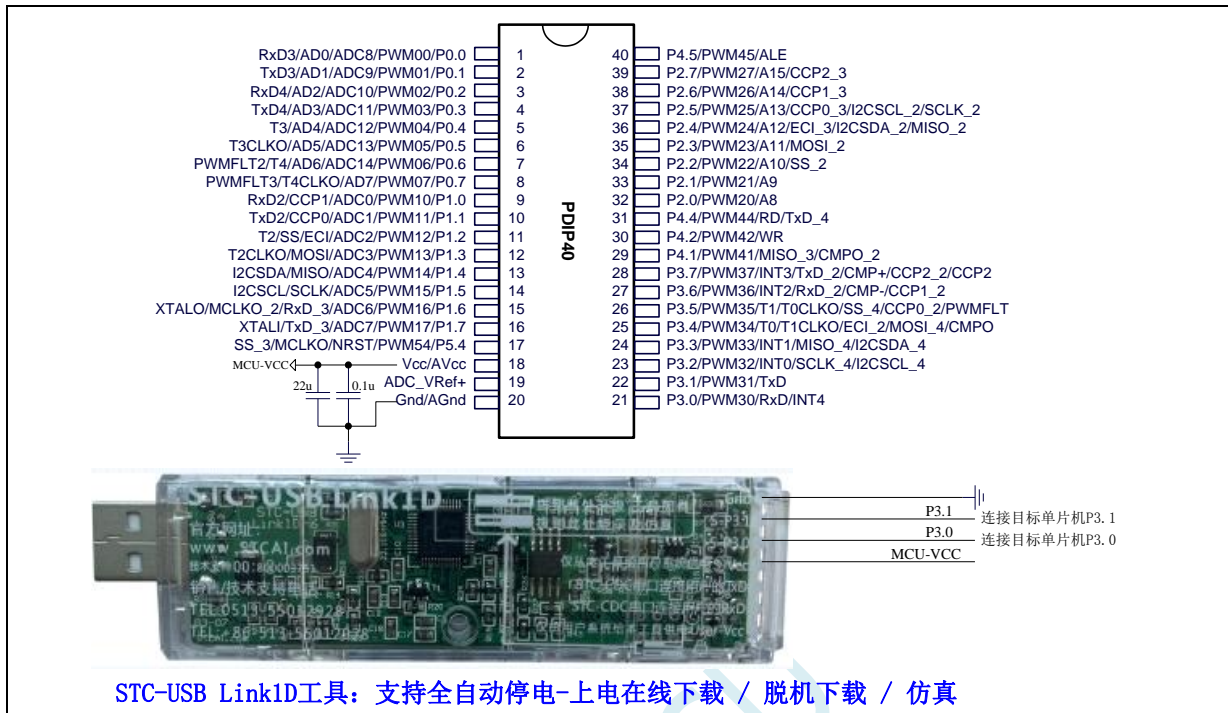 RxD3/AD0/ADC8/PWM00/P0.0 1 40 P4.5/PWM45/ALE
TxD3/AD1/ADC9/PWM01/P0.1 2 39 P2.7/PWM27/A15/CCP2_3
RxD4/AD2/ADC10/PWM02/P0.2 3 38 P2.6/PWM26/A14/CCP1_3
TxD4/AD3/ADC11/PWM03/P0.3 4 37 P2.5/PWM25/A13/CCP0_3/I2CSCL_2/SCLK_2
T3/AD4/ADC12/PWM04/P0.4 5 36 P2.4/PWM24/A12/ECI_3/I2CSDA_2/MISO_2
T3CLKO/AD5/ADC13/PWM05/P0.5 6 35 P2.3/PWM23/A11/MOSI_2
PWMFLT2/T4/AD6/ADC14/PWM06/P0.6 7 34 P2.2/PWM22/A10/SS_2
PWMFLT3/T4CLKO/AD7/PWM07/P0.7 8 33 P2.1/PWM21/A9
RxD2/CCP1/ADC0/PWM10/P1.0 9 32 P2.0/PWM20/A8
TxD2/CCP0/ADC1/PWM11/P1.1 10 31 P4.4/PWM44/RD/TxD_4
T2/SS/ECI/ADC2/PWM12/P1.2 11 30 P4.2/PWM42/WR
T2CLKO/MOSI/ADC3/PWM13/P1.3 12 29 P4.1/PWM41/MISO_3/CMPO_2
I2CSDA/MISO/ADC4/PWM14/P1.4 13 28 P3.7/PWM37/INT3/TxD_2/CMP+/CCP2_2/CCP2
I2CSCL/SCLK/ADC5/PWM15/P1.5 14 27 P3.6/PWM36/INT2/RxD_2/CMP-/CCP1_2
XTALO/MCLKO_2/RxD_3/ADC6/PWM16/P1.6 15 26 P3.5/PWM35/T1/T0CLKO/SS_4/CCP0_2/PWMFLT
XTALI/TxD_3/ADC7/PWM17/P1.7 16 25 P3.4/PWM34/T0/T1CLKO/ECI_2/MOSI_4/CMPO
SS_3/MCLKO/NRST/PWM54/P5.4 17 24 P3.3/PWM33/INT1/MISO_4/I2CSDA_4
MCU-VCC Vcc/AVcc 18 23 P3.2/PWM32/INT0/SCLK_4/I2CSCL_4
22u 0.1u ADC_VRef+ 19 22 P3.1/PWM31/TxD
Gnd/AGnd 20 21 P3.0/PWM30/RxD/INT4
PDIP40
STC-USB Link1D
Gnd
官方网址:
www.STCAI.com
P3.1 连接目标单片机P3.1
P3.0 连接目标单片机P3.0
MCU-VCC
TEL:0513-55012928
STC-USB Link1D工具: 支持全自动停电-上电在线下载 / 脱机下载 / 仿真